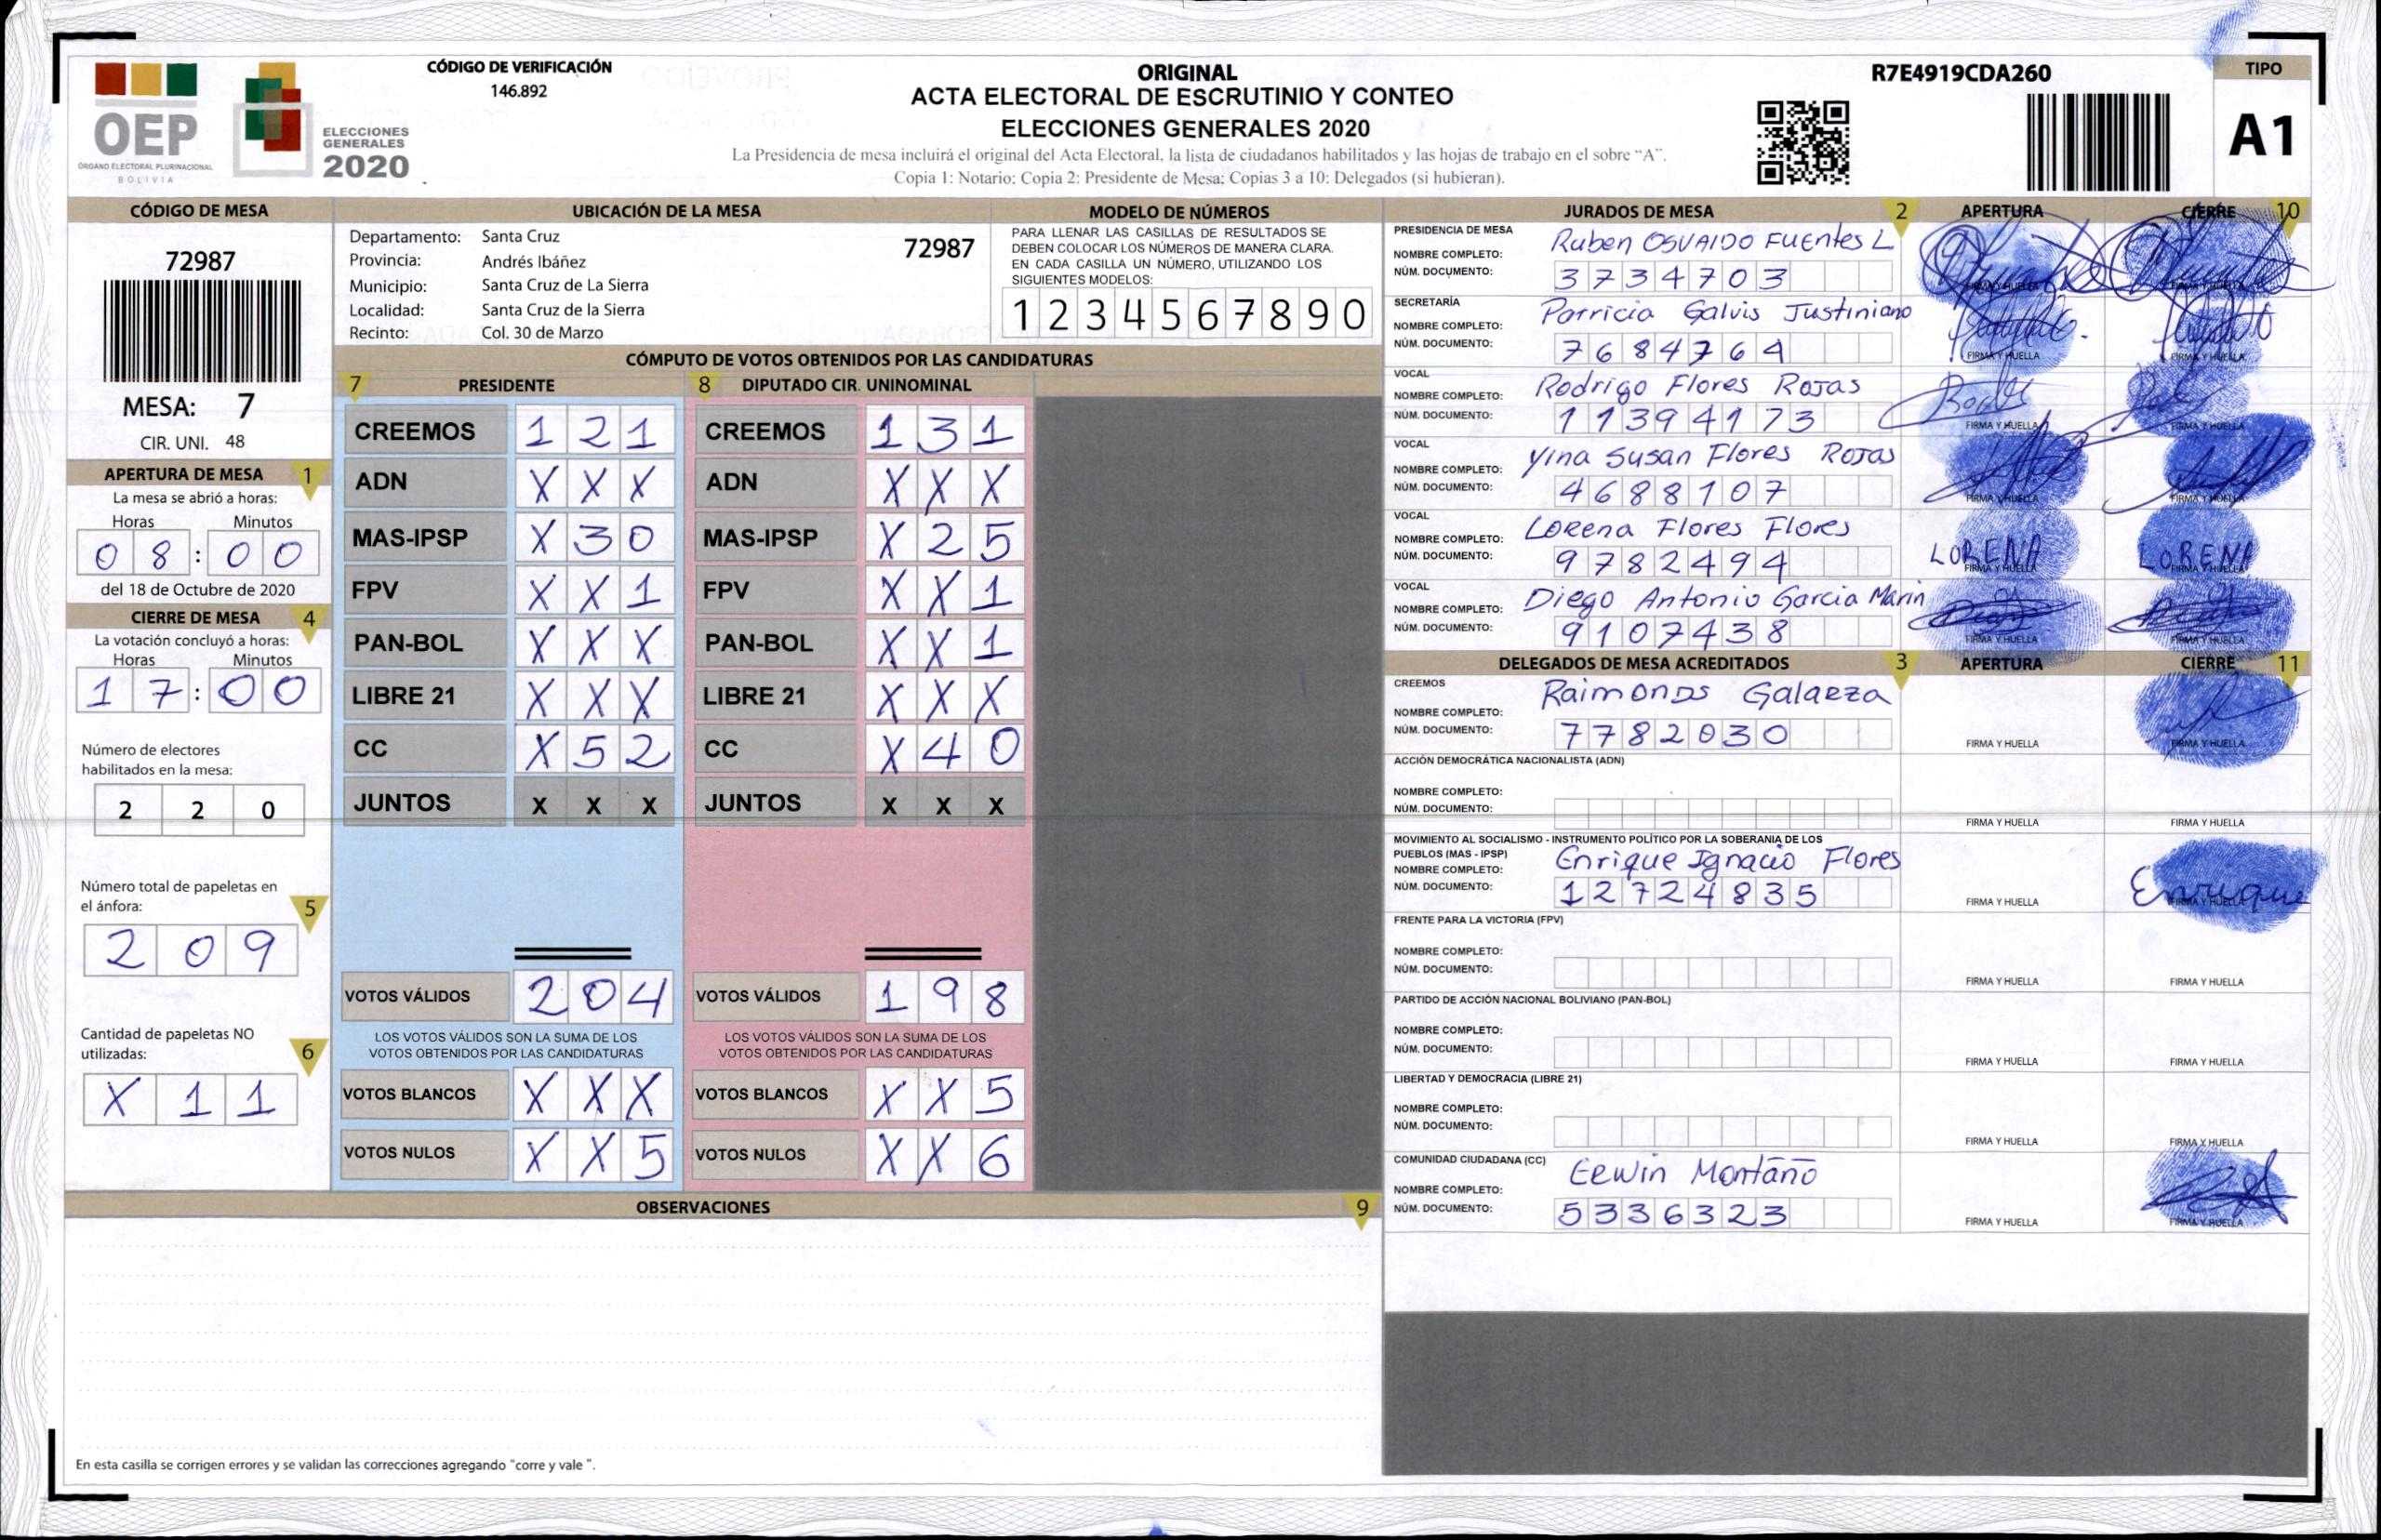 CÓDIGO DE VERIFICACIÓN
146.892
OEP
ÓRGANO ELECTORAL PLURINACIONAL
BOLIVIA
ELECCIONES
GENERALES
2020
ORIGINAL
ACTA ELECTORAL DE ESCRUTINIO Y CONTEO
ELECCIONES GENERALES 2020
La Presidencia de mesa incluirá el original del Acta Electoral, la lista de ciudadanos habilitados y las hojas de trabajo en el sobre “A”.
Copia 1: Notario; Copia 2: Presidente de Mesa; Copias 3 a 10: Delegados (si hubieran).
R7E4919CDA260
TIPO
A1
CÓDIGO DE MESA
72987
MESA: 7
CIR. UNI. 48
APERTURA DE MESA 1
La mesa se abrió a horas:
Horas Minutos
0 8 : 0 0
del 18 de Octubre de 2020
CIERRE DE MESA 4
La votación concluyó a horas:
Horas Minutos
1 7 : 0 0
Número de electores
habilitados en la mesa:
2 2 0
Número total de papeletas en
el ánfora: 5
2 0 9
Cantidad de papeletas NO
utilizadas: 6
X 1 1
UBICACIÓN DE LA MESA
Departamento: Santa Cruz
72987
Provincia: Andrés Ibáñez
Municipio: Santa Cruz de La Sierra
Localidad: Santa Cruz de la Sierra
Recinto: Col. 30 de Marzo
MODELO DE NÚMEROS
PARA LLENAR LAS CASILLAS DE RESULTADOS SE
DEBEN COLOCAR LOS NÚMEROS DE MANERA CLARA.
EN CADA CASILLA UN NÚMERO, UTILIZANDO LOS
SIGUIENTES MODELOS:
1 2 3 4 5 6 7 8 9 0
CÓMPUTO DE VOTOS OBTENIDOS POR LAS CANDIDATURAS
7 PRESIDENTE
CREEMOS 1 2 1
ADN X X X
MAS-IPSP X 3 0
FPV X X 1
PAN-BOL X X X
LIBRE 21 X X X
CC X 5 2
JUNTOS X X X
VOTOS VÁLIDOS 2 0 4
LOS VOTOS VÁLIDOS SON LA SUMA DE LOS
VOTOS OBTENIDOS POR LAS CANDIDATURAS
VOTOS BLANCOS X X X
VOTOS NULOS X X 5
8 DIPUTADO CIR. UNINOMINAL
CREEMOS 1 3 1
ADN X X X
MAS-IPSP X 2 5
FPV X X 1
PAN-BOL X X 1
LIBRE 21 X X X
CC X 4 0
JUNTOS X X X
VOTOS VÁLIDOS 1 9 8
LOS VOTOS VÁLIDOS SON LA SUMA DE LOS
VOTOS OBTENIDOS POR LAS CANDIDATURAS
VOTOS BLANCOS X X 5
VOTOS NULOS X X 6
OBSERVACIONES 9
En esta casilla se corrigen errores y se validan las correcciones agregando "corre y vale ".
JURADOS DE MESA 2 APERTURA CIERRE 10
PRESIDENCIA DE MESA
NOMBRE COMPLETO: Ruben OSVAlDO FUEntes L
NÚM. DOCUMENTO: 3734703
FIRMA Y HUELLA FIRMA Y HUELLA
SECRETARÍA
NOMBRE COMPLETO: Patricia Galvis Justiniano
NÚM. DOCUMENTO: 7684764
FIRMA Y HUELLA FIRMA Y HUELLA
VOCAL
NOMBRE COMPLETO: Rodrigo Flores Rojas
NÚM. DOCUMENTO: 11394173
FIRMA Y HUELLA FIRMA Y HUELLA
VOCAL
NOMBRE COMPLETO: Yina Susan Flores Rojas
NÚM. DOCUMENTO: 4688107
FIRMA Y HUELLA FIRMA Y HUELLA
VOCAL
NOMBRE COMPLETO: LORena Flores Flores
NÚM. DOCUMENTO: 9782494
LORENA LORENA
FIRMA Y HUELLA FIRMA Y HUELLA
VOCAL
NOMBRE COMPLETO: Diego Antonio Garcia Marin
NÚM. DOCUMENTO: 9107438
FIRMA Y HUELLA FIRMA Y HUELLA
DELEGADOS DE MESA ACREDITADOS 3 APERTURA CIERRE 11
CREEMOS
NOMBRE COMPLETO: Raimonds Galarza
NÚM. DOCUMENTO: 7782030
FIRMA Y HUELLA FIRMA Y HUELLA
ACCIÓN DEMOCRÁTICA NACIONALISTA (ADN)
NOMBRE COMPLETO:
NÚM. DOCUMENTO:
FIRMA Y HUELLA FIRMA Y HUELLA
MOVIMIENTO AL SOCIALISMO - INSTRUMENTO POLÍTICO POR LA SOBERANIA DE LOS
PUEBLOS (MAS - IPSP)
NOMBRE COMPLETO: Enrique Ignacio Flores
NÚM. DOCUMENTO: 12724835
Enrique
FIRMA Y HUELLA FIRMA Y HUELLA
FRENTE PARA LA VICTORIA (FPV)
NOMBRE COMPLETO:
NÚM. DOCUMENTO:
FIRMA Y HUELLA FIRMA Y HUELLA
PARTIDO DE ACCIÓN NACIONAL BOLIVIANO (PAN-BOL)
NOMBRE COMPLETO:
NÚM. DOCUMENTO:
FIRMA Y HUELLA FIRMA Y HUELLA
LIBERTAD Y DEMOCRACIA (LIBRE 21)
NOMBRE COMPLETO:
NÚM. DOCUMENTO:
FIRMA Y HUELLA FIRMA Y HUELLA
COMUNIDAD CIUDADANA (CC)
NOMBRE COMPLETO: Eewin Montaño
NÚM. DOCUMENTO: 5336323
FIRMA Y HUELLA FIRMA Y HUELLA